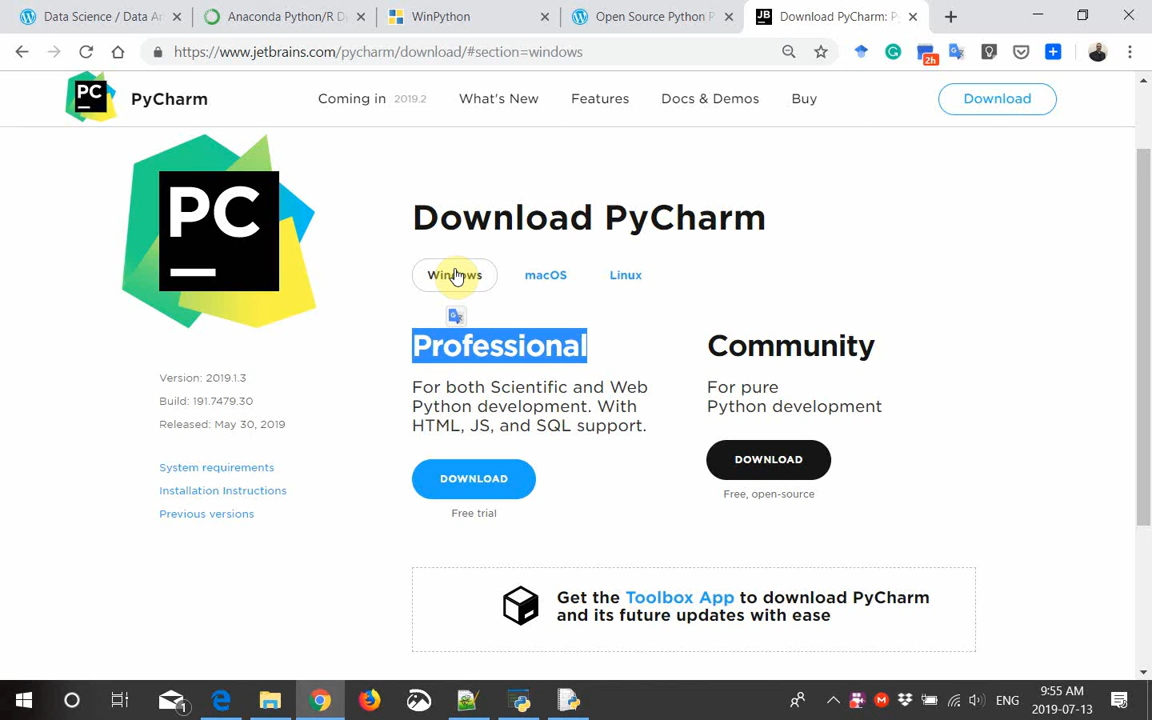 Data Science / Data A
Anaconda Python/R D
WinPython
Open Source Python P
Download PyCharm: P
https://www.jetbrains.com/pycharm/download/#section=windows
2h
PC
PyCharm
Coming in 2019.2
What's New
Features
Docs & Demos
Buy
Download
PC
Download PyCharm
Windows
macOS
Linux
Professional
Community
For both Scientific and Web
Python development. With
HTML, JS, and SQL support.
For pure
Python development
DOWNLOAD
Free trial
DOWNLOAD
Free, open-source
Version: 2019.1.3
Build: 191.7479.30
Released: May 30, 2019
System requirements
Installation Instructions
Previous versions
Get the Toolbox App to download PyCharm
and its future updates with ease
1
ENG
9:55 AM
2019-07-13